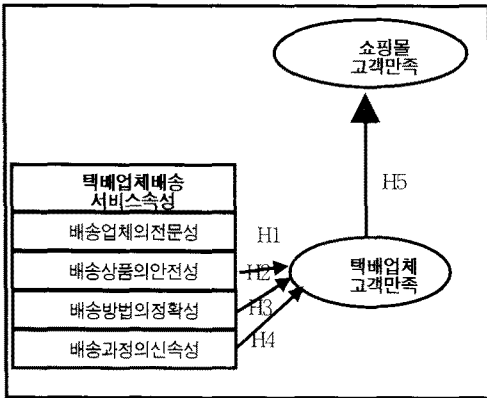 쇼핑몰
고객만족
H5
택배업체배송
서비스속성
배송업체의전문성
배송상품의안전성
배송방법의정확성
배송과정의신속성
H1
H2
H3
H4
택배업체
고객만족